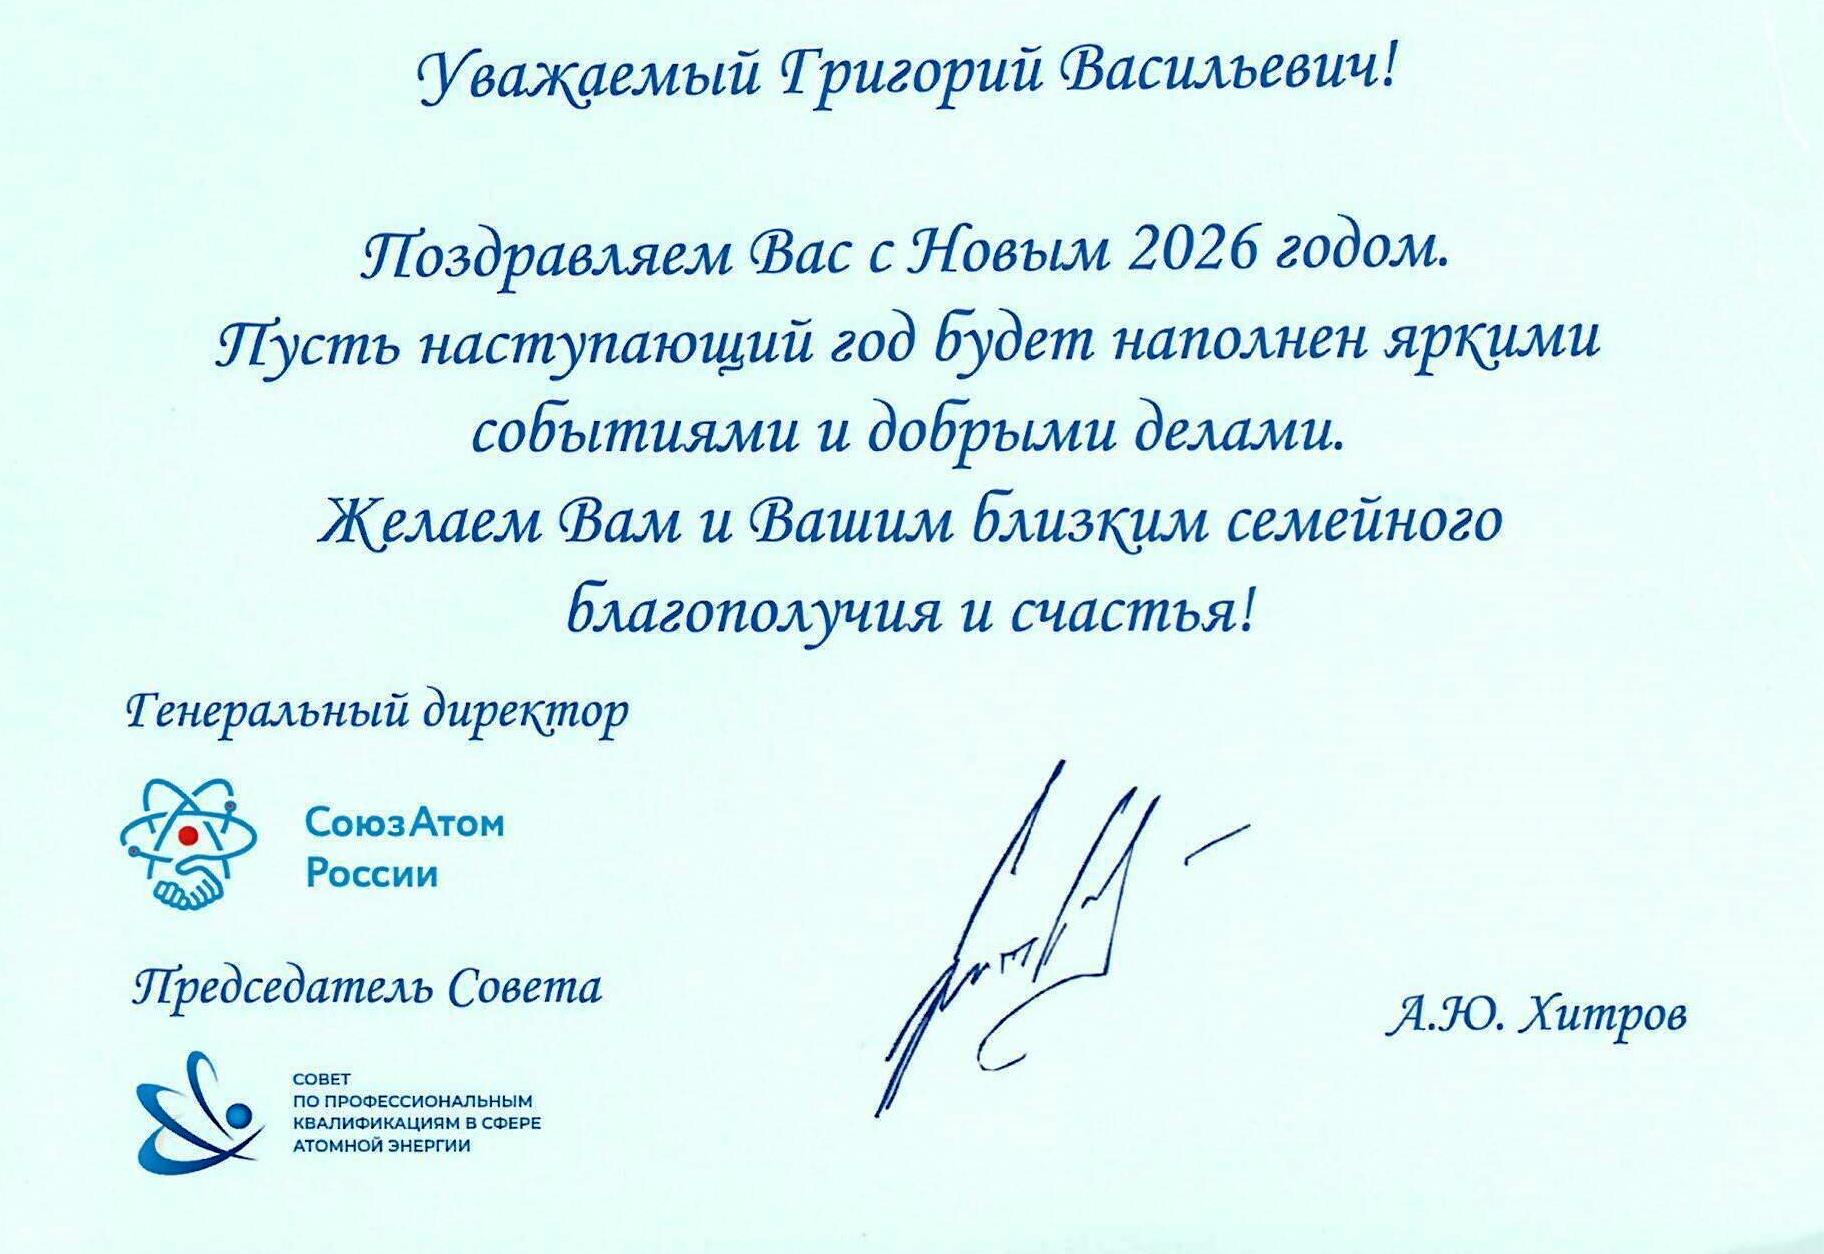 Уважаемый Григорий Васильевич!
Поздравляем Вас с Новым 2026 годом.
Пусть наступающий год будет наполнен яркими
событиями и добрыми делами.
Желаем Вам и Вашим близким семейного
благополучия и счастья!
Генеральный директор
СоюзАтом
России
Председатель Совета
А.Ю. Хитров
СОВЕТ
ПО ПРОФЕССИОНАЛЬНЫМ
КВАЛИФИКАЦИЯМ В СФЕРЕ
АТОМНОЙ ЭНЕРГИИ